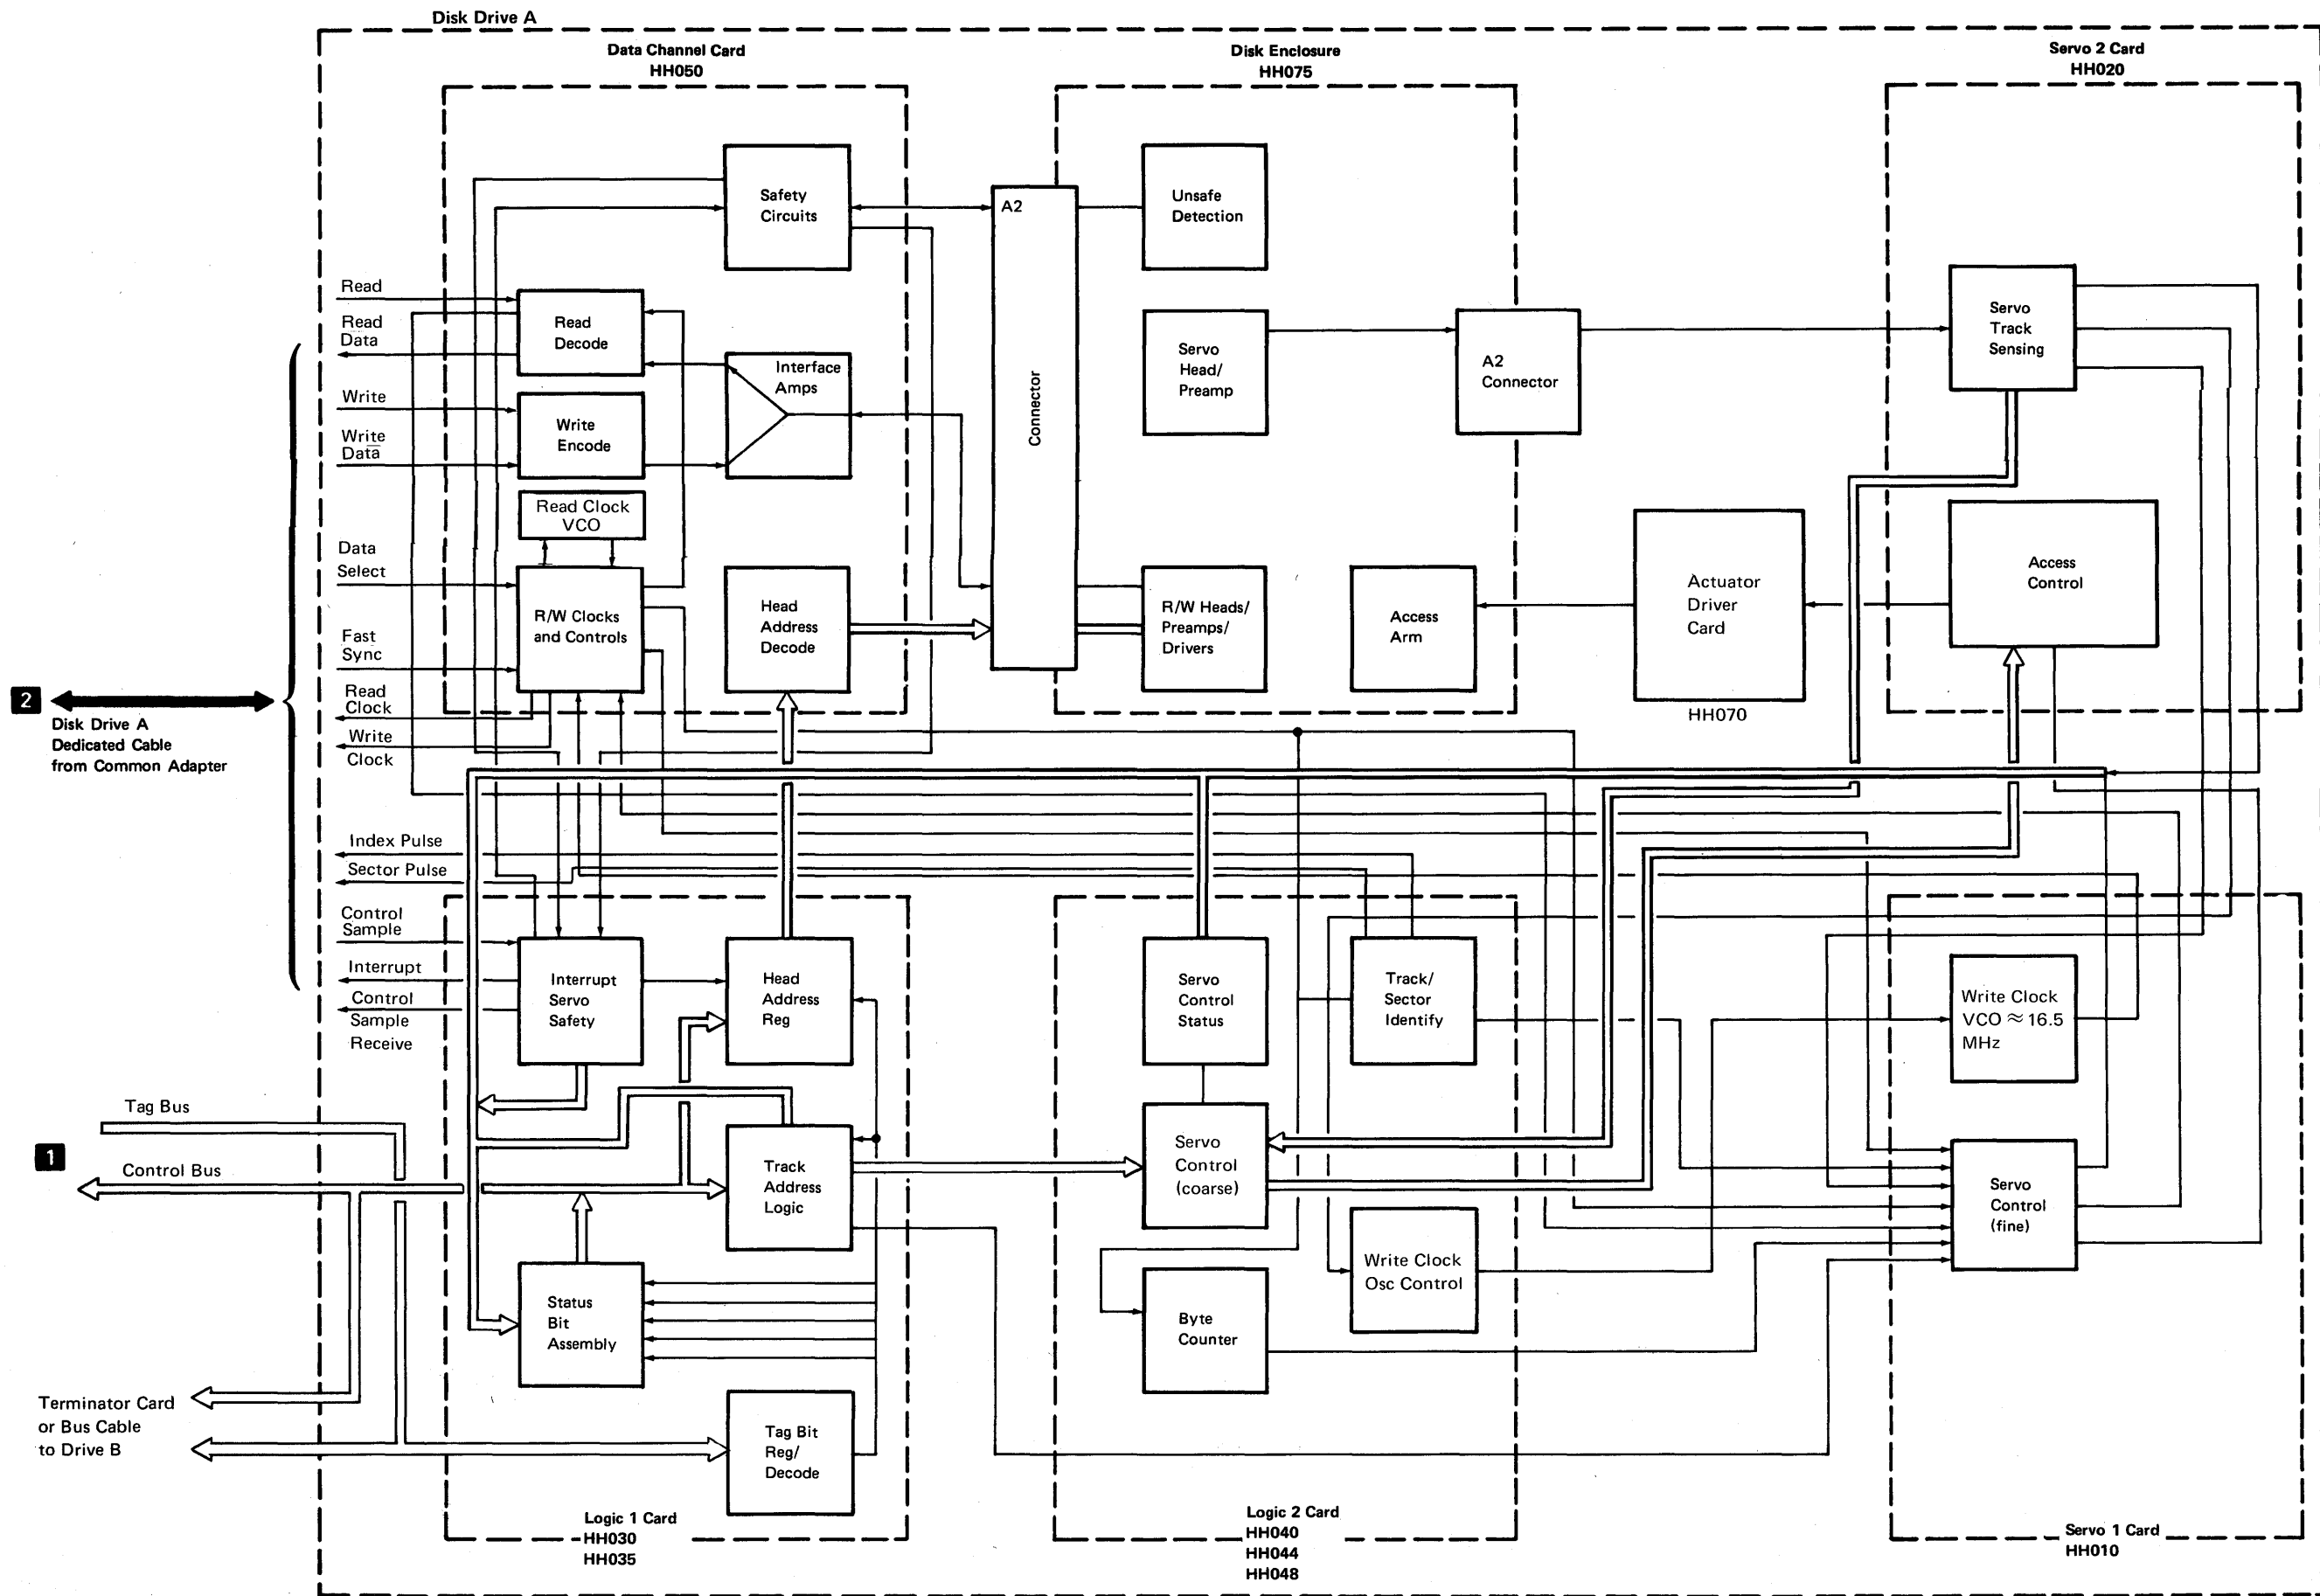 Disk Drive A
Data Channel Card
HH050
Disk Enclosure
HH075
Servo 2 Card
HH020
Safety
Circuits
A2
Connector
Unsafe
Detection
Read
Read
Data
Read
Decode
Interface
Amps
Write
Write
Data
Write
Encode
Servo
Head/
Preamp
A2
Connector
Servo
Track
Sensing
Read Clock
VCO
Data
Select
R/W Clocks
and Controls
Fast
Sync
Read
Clock
Write
Clock
Head
Address
Decode
R/W Heads/
Preamps/
Drivers
Access
Arm
Actuator
Driver
Card
HH070
Access
Control
2
Disk Drive A
Dedicated Cable
from Common Adapter
Index Pulse
Sector Pulse
Control
Sample
Interrupt
Control
Sample
Receive
Interrupt
Servo
Safety
Head
Address
Reg
Servo
Control
Status
Track/
Sector
Identify
Write Clock
VCO ≈ 16.5
MHz
Tag Bus
1
Control Bus
Track
Address
Logic
Servo
Control
(coarse)
Servo
Control
(fine)
Status
Bit
Assembly
Byte
Counter
Write Clock
Osc Control
Terminator Card
or Bus Cable
to Drive B
Tag Bit
Reg/
Decode
Logic 1 Card
HH030
HH035
Logic 2 Card
HH040
HH044
HH048
Servo 1 Card
HH010